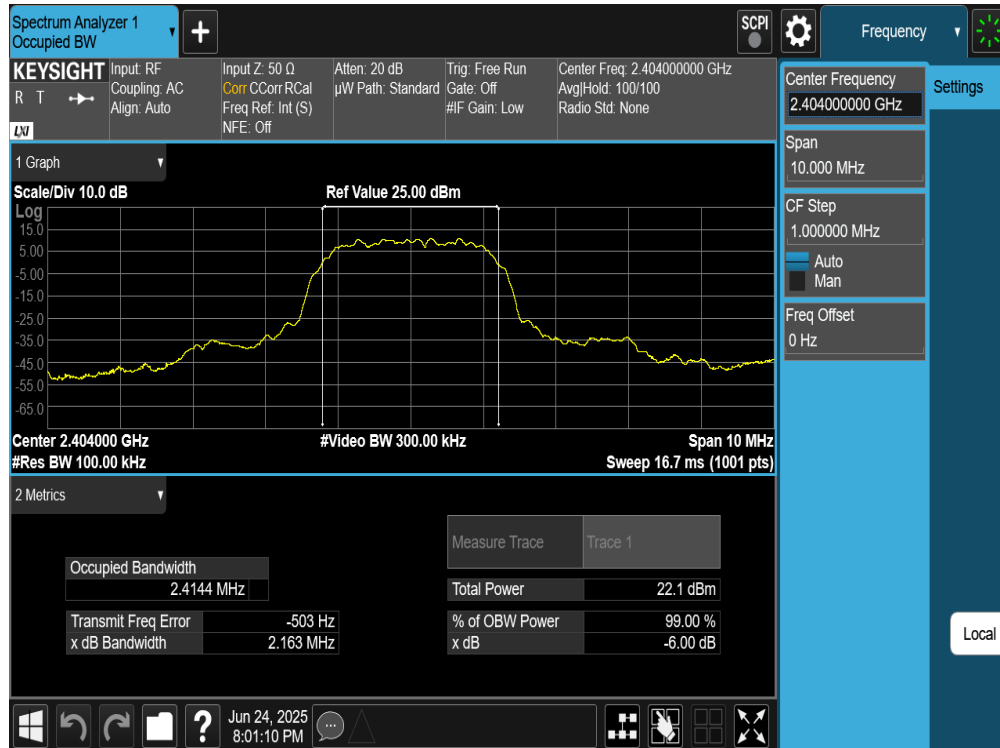 Spectrum Analyzer 1
Occupied BW
+
SCPI
Frequency
KEYSIGHT
R T
LXI
Input: RF
Coupling: AC
Align: Auto
Input Z: 50 Ω
Corr CCorr RCal
Freq Ref: Int (S)
NFE: Off
Atten: 20 dB
µW Path: Standard
Trig: Free Run
Gate: Off
#IF Gain: Low
Center Freq: 2.404000000 GHz
Avg|Hold: 100/100
Radio Std: None
Center Frequency
2.404000000 GHz
Settings
Span
10.000 MHz
CF Step
1.000000 MHz
Auto
Man
Freq Offset
0 Hz
1 Graph
Scale/Div 10.0 dB
Ref Value 25.00 dBm
Log
15.0
5.00
-5.00
-15.0
-25.0
-35.0
-45.0
-55.0
-65.0
Center 2.404000 GHz
#Video BW 300.00 kHz
Span 10 MHz
#Res BW 100.00 kHz
Sweep 16.7 ms (1001 pts)
2 Metrics
Measure Trace
Trace 1
Occupied Bandwidth
2.4144 MHz
Total Power
22.1 dBm
Transmit Freq Error
-503 Hz
% of OBW Power
99.00 %
x dB Bandwidth
2.163 MHz
x dB
-6.00 dB
Local
?
Jun 24, 2025
8:01:10 PM